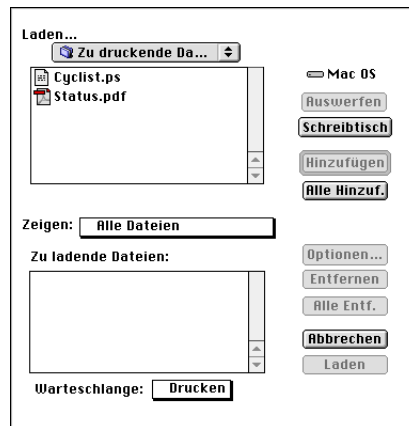 Laden...
Zu druckende Da...
Cyclist.ps
Status.pdf
Mac OS
Auswerfen
Schreibtisch
Hinzufügen
Alle Hinzuf.
Zeigen: Alle Dateien
Zu ladende Dateien:
Optionen...
Entfernen
Alle Entf.
Abbrechen
Laden
Warteschlange: Drucken